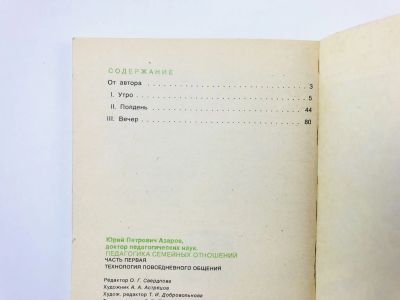 СОДЕРЖАНИЕ
От автора 3
I. Утро 5
II. Полдень 44
III. Вечер 80
Юрий Петрович Азаров,
доктор педагогических наук.
ПЕДАГОГИКА СЕМЕЙНЫХ ОТНОШЕНИЙ
ЧАСТЬ ПЕРВАЯ
ТЕХНОЛОГИЯ ПОВСЕДНЕВНОГО ОБЩЕНИЯ
Редактор О. Г. Свердлова
Художник А. А. Астрецов
Худож. редактор Т. И. Добровольнова